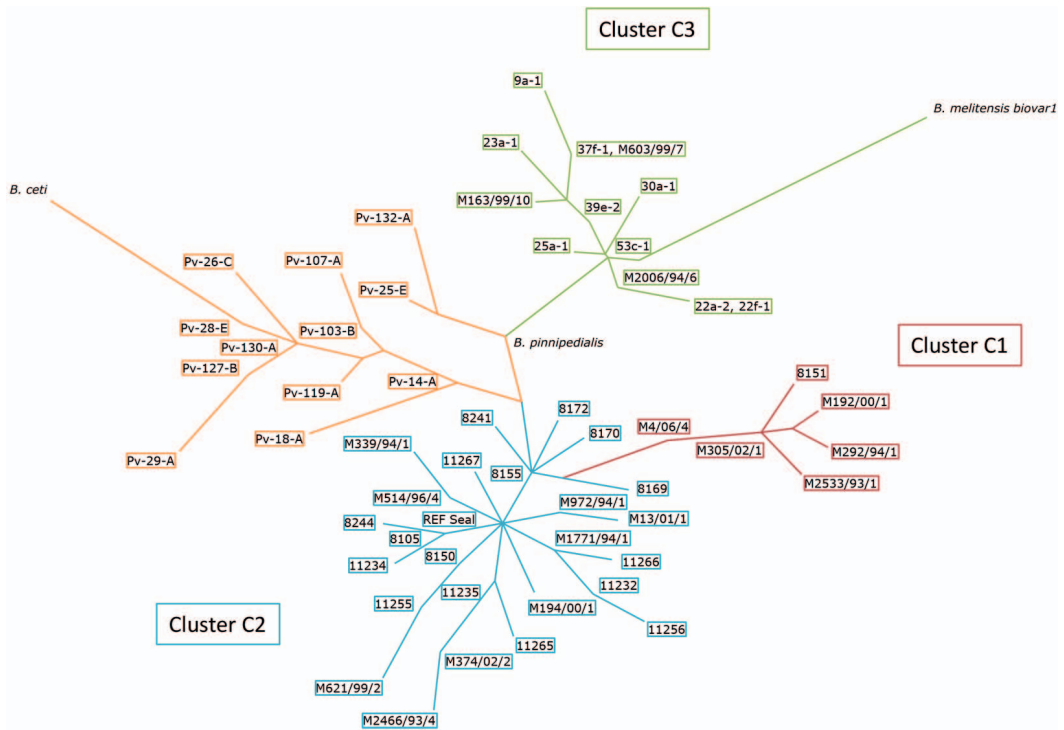 Cluster C3
9a-1
B. melitensis biovar1
23a-1
37f-1, M603/99/7
30a-1
B. ceti
M163/99/10
39e-2
Pv-132-A
25a-1
53c-1
Pv-26-C
Pv-107-A
M2006/94/6
Pv-25-E
22a-2, 22f-1
Pv-28-E
Pv-103-B
Pv-130-A
B. pinnipedialis
Cluster C1
Pv-127-B
Pv-14-A
8151
Pv-119-A
M192/00/1
8172
8241
M4/06/4
8170
Pv-18-A
M339/94/1
M305/02/1
M292/94/1
Pv-29-A
11267
8155
M2533/93/1
8169
M514/96/4
M972/94/1
REF Seal
M13/01/1
8244
8105
M1771/94/1
8150
11234
11266
11232
11235
11255
M194/00/1
Cluster C2
11256
11265
M374/02/2
M621/99/2
M2466/93/4